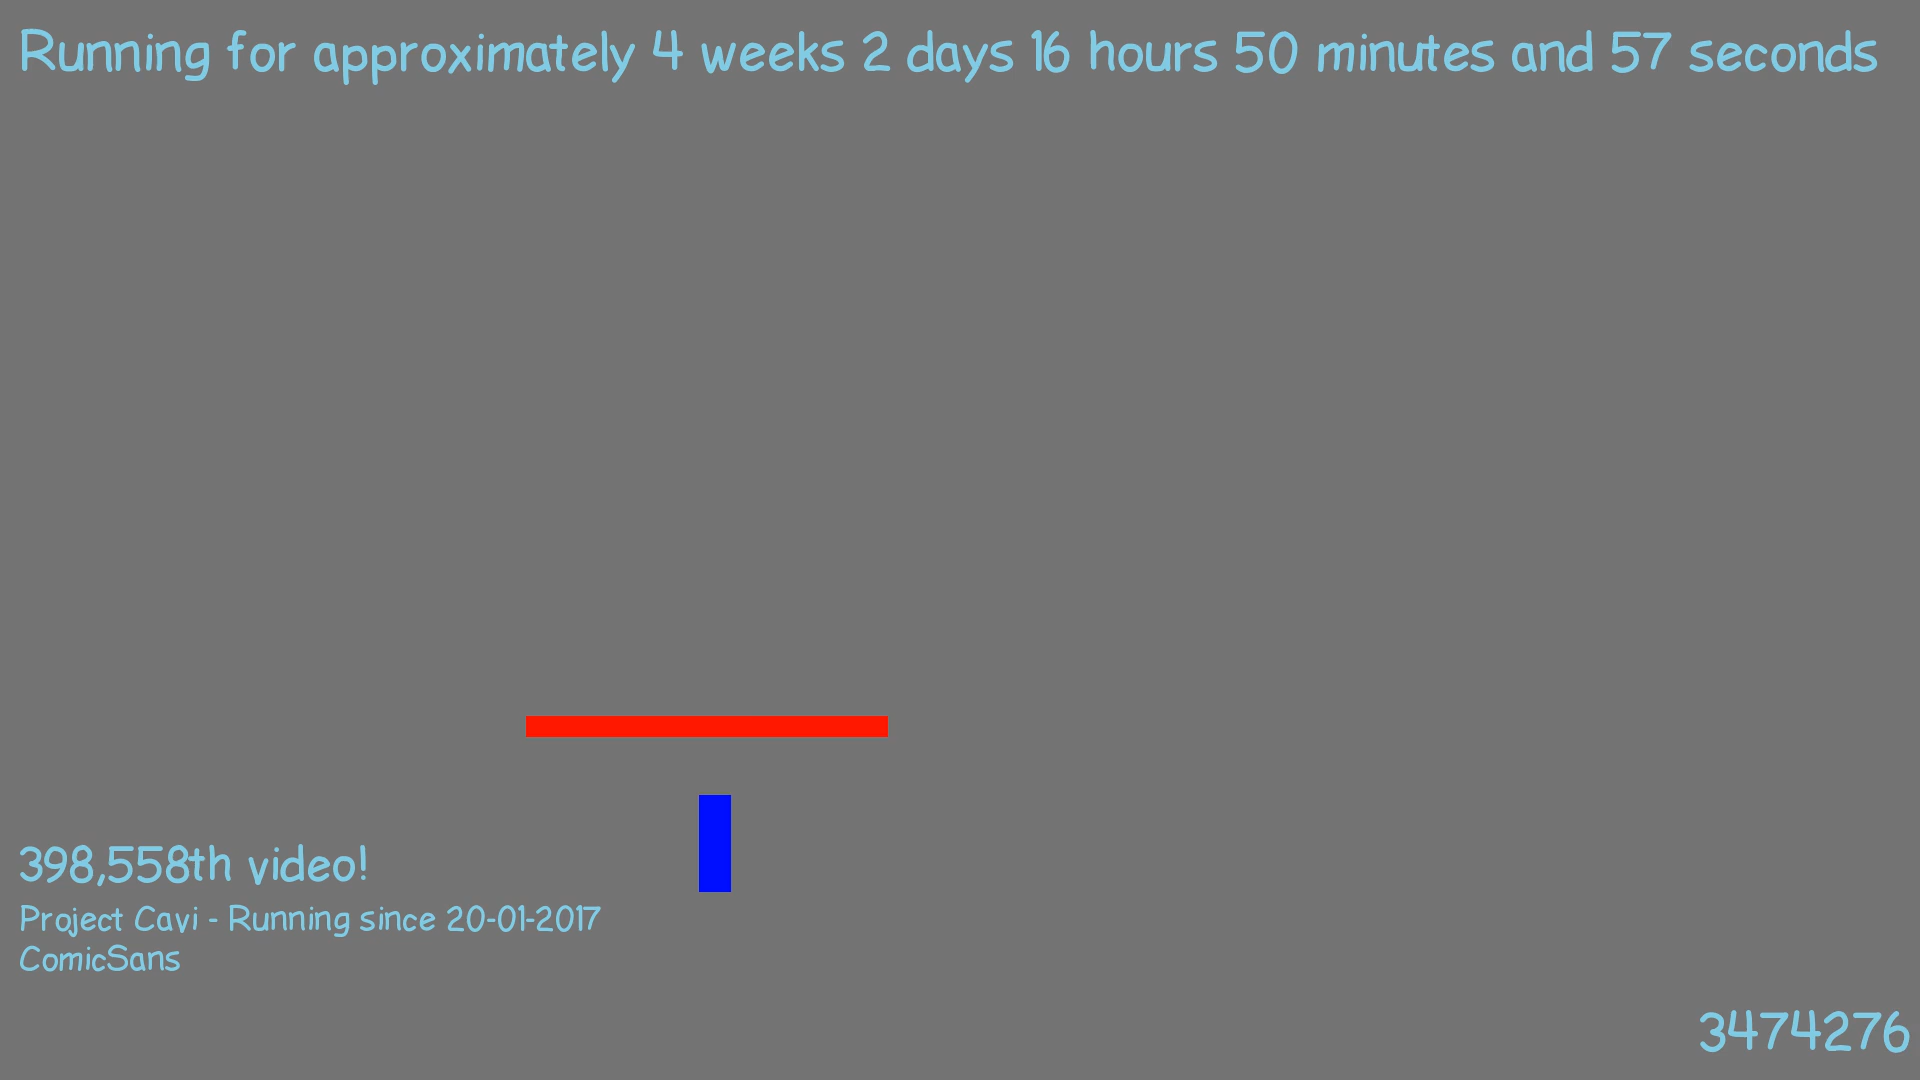 Running for approximately 4 weeks 2 days 16 hours 50 minutes and 57 seconds
398,558th video!
Project Cavi - Running since 20-01-2017
ComicSans
3474276